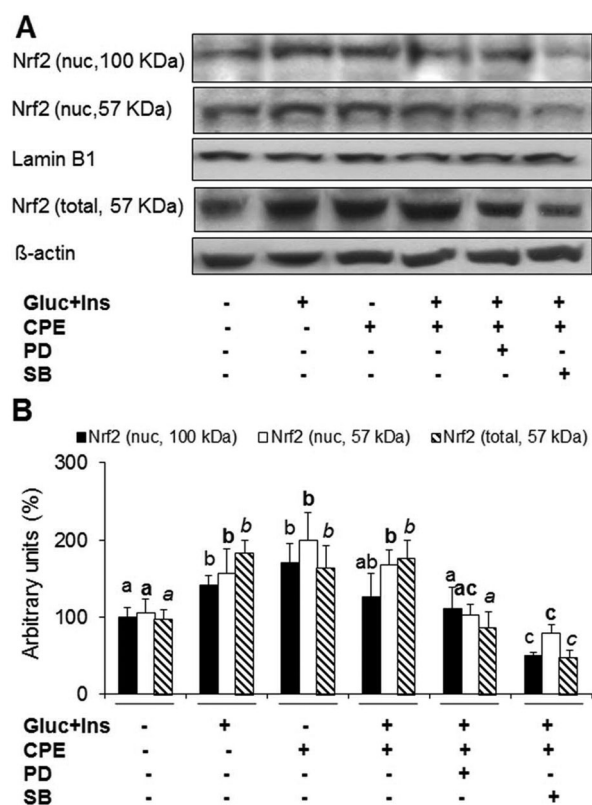 A
Nrf2 (nuc,100 KDa)
Nrf2 (nuc,57 KDa)
Lamin B1
Nrf2 (total, 57 KDa)
ß-actin
Gluc+Ins - + - + + +
CPE - - + + + +
PD - - - - + -
SB - - - - - +
B
Nrf2 (nuc, 100 kDa) Nrf2 (nuc, 57 kDa) Nrf2 (total, 57 kDa)
Arbitrary units (%)
300
200
100
0
a a a b b b b b b ab b b a ac a c c c
Gluc+Ins - + - + + +
CPE - - + + + +
PD - - - - + -
SB - - - - - +